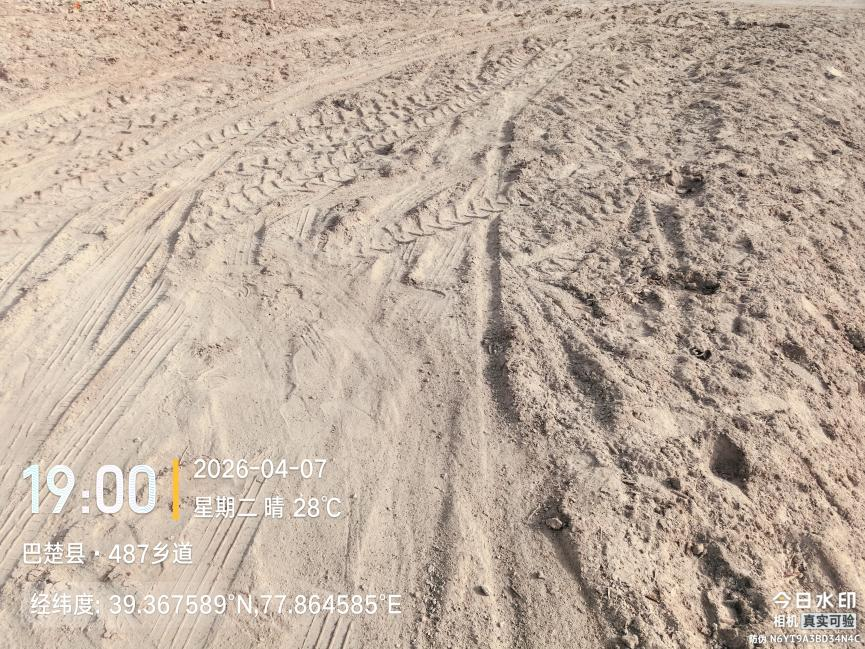 19:00
2026-04-07
星期二 晴 28℃
巴楚县·487乡道
经纬度: 39.367589°N,77.864585°E
今日水印
相机 真实可验
防伪 N6YT9A3BD34N4C